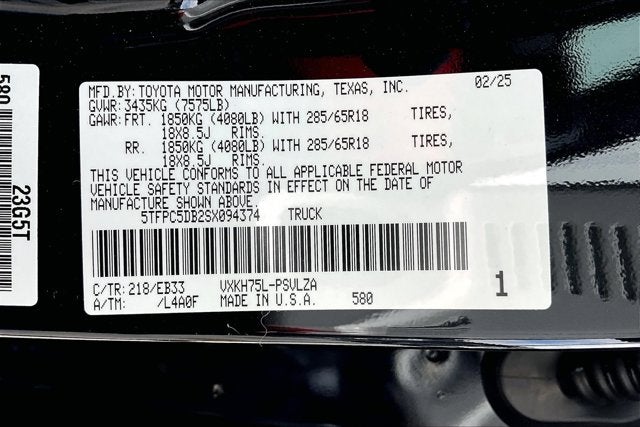 MFD.BY:TOYOTA MOTOR MANUFACTURING, TEXAS, INC. 02/25
GVWR:3435KG (7575LB)
GAWR:FRT. 1850KG (4080LB) WITH 285/65R18 TIRES,
18X8.5J RIMS.
RR. 1850KG (4080LB) WITH 285/65R18 TIRES,
18X8.5J RIMS.
THIS VEHICLE CONFORMS TO ALL APPLICABLE FEDERAL MOTOR
VEHICLE SAFETY STANDARDS IN EFFECT ON THE DATE OF
MANUFACTURE SHOWN ABOVE.
5TFPC5DB2SX094374 TRUCK
C/TR:218/EB33 VXKH75L-PSVLZA
A/TM: /L4A0F MADE IN U.S.A. 580 1
580
23G5T